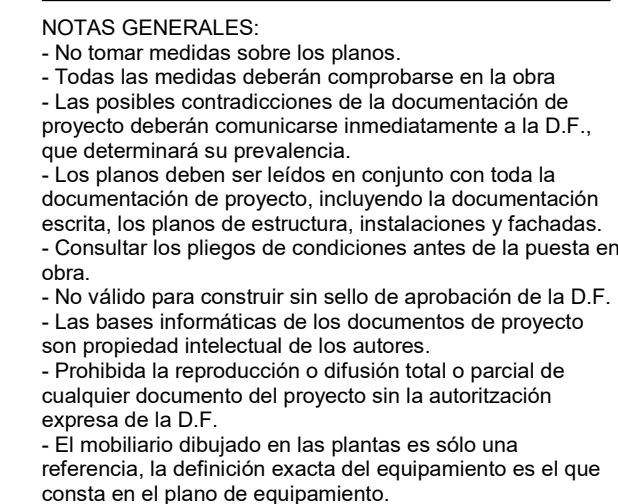 NOTAS GENERALES:
- No tomar medidas sobre los planos.
- Todas las medidas deberán comprobarse en la obra
- Las posibles contradicciones de la documentación de
proyecto deberán comunicarse inmediatamente a la D.F.,
que determinará su prevalencia.
- Los planos deben ser leídos en conjunto con toda la
documentación de proyecto, incluyendo la documentación
escrita, los planos de estructura, instalaciones y fachadas.
- Consultar los pliegos de condiciones antes de la puesta en
obra.
- No válido para construir sin sello de aprobación de la D.F.
- Las bases informáticas de los documentos de proyecto
son propiedad intelectual de los autores.
- Prohibida la reproducción o difusión total o parcial de
cualquier documento del proyecto sin la autoritzación
expresa de la D.F.
- El mobiliario dibujado en las plantas es sólo una
referencia, la definición exacta del equipamiento es el que
consta en el plano de equipamiento.